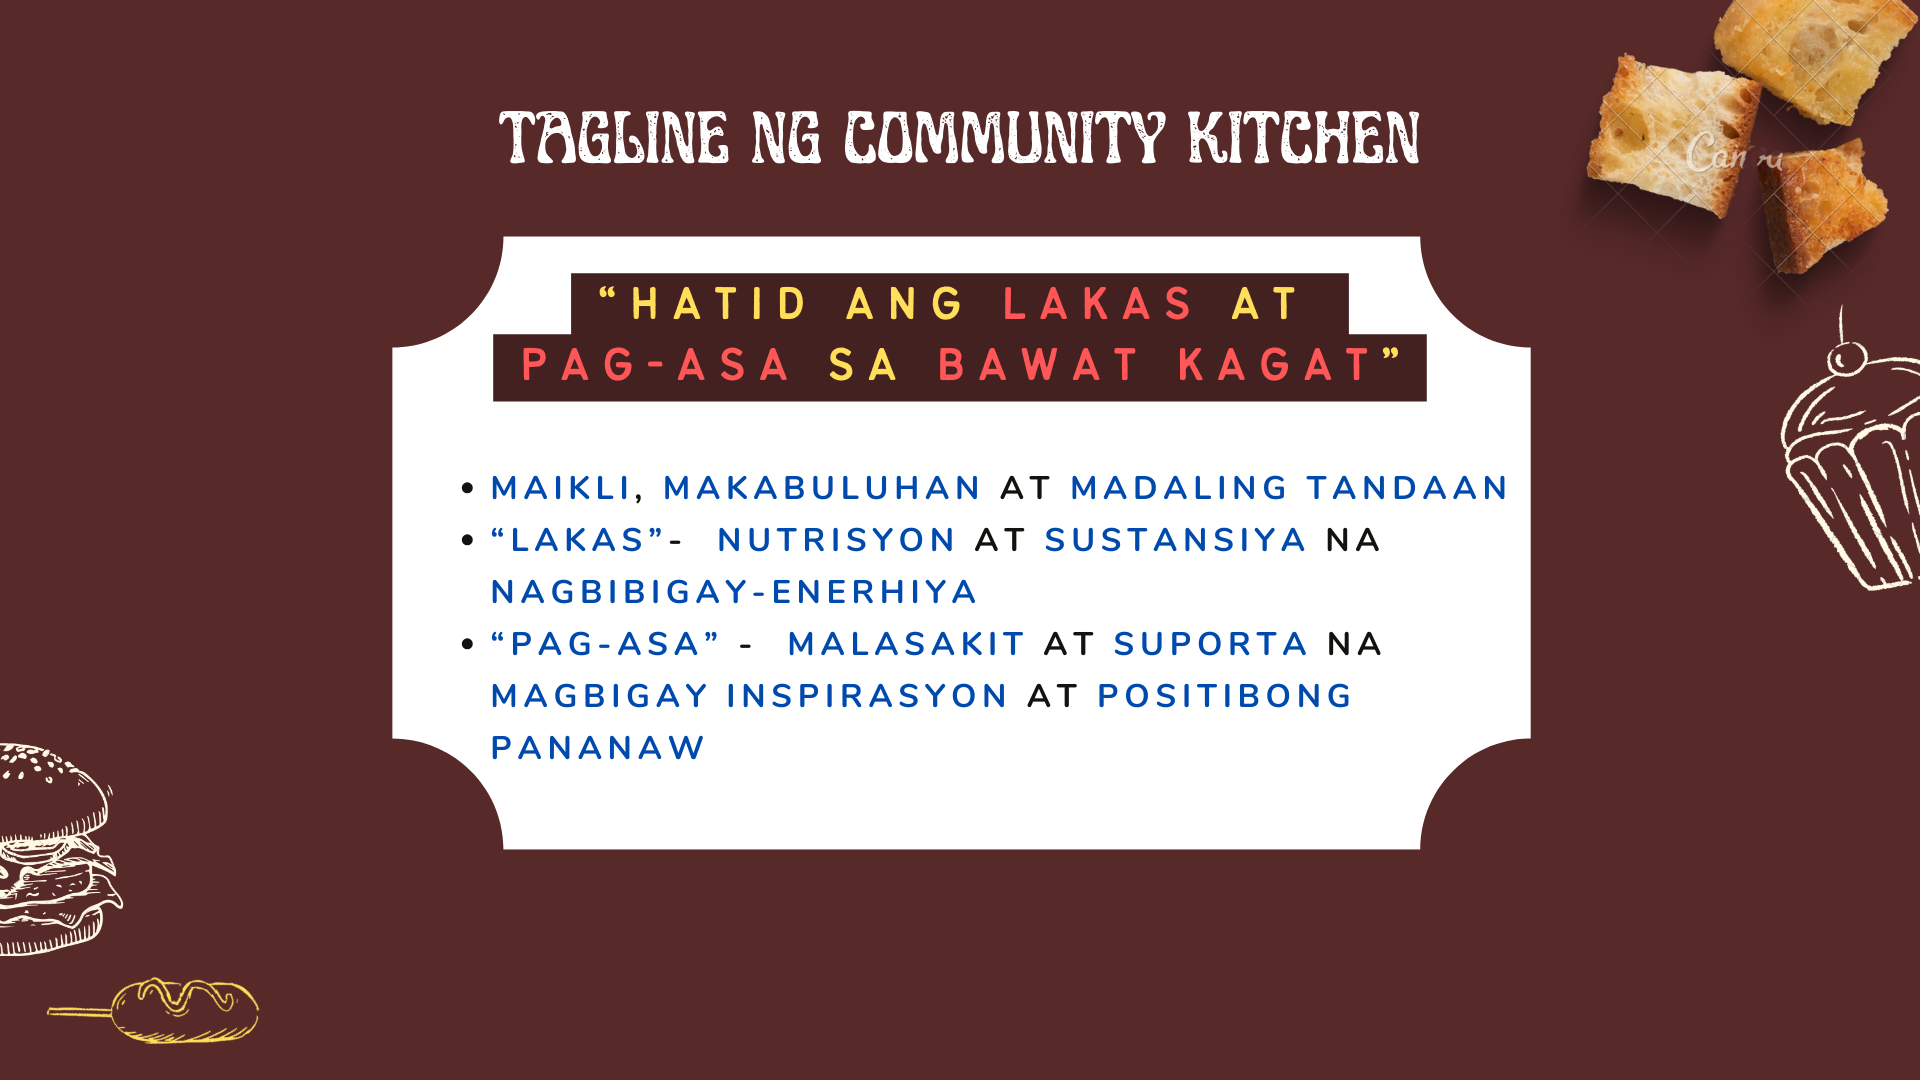 TAGLINE NG COMMUNITY KITCHEN
“HATID ANG LAKAS AT
PAG-ASA SA BAWAT KAGAT”
• MAIKLI, MAKABULUHAN AT MADALING TANDAAN
• “LAKAS”- NUTRISYON AT SUSTANSIYA NA
NAGBIBIGAY-ENERHIYA
• “PAG-ASA” - MALASAKIT AT SUPORTA NA
MAGBIGAY INSPIRASYON AT POSITIBONG
PANANAW